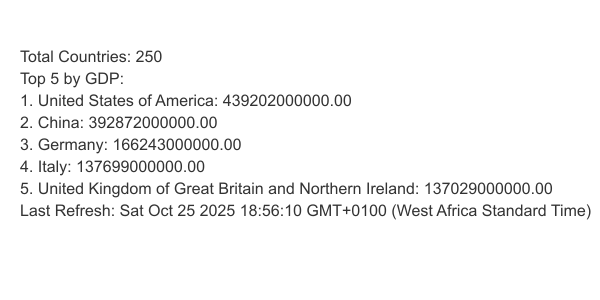 Total Countries: 250
Top 5 by GDP:
1. United States of America: 439202000000.00
2. China: 392872000000.00
3. Germany: 166243000000.00
4. Italy: 137699000000.00
5. United Kingdom of Great Britain and Northern Ireland: 137029000000.00
Last Refresh: Sat Oct 25 2025 18:56:10 GMT+0100 (West Africa Standard Time)